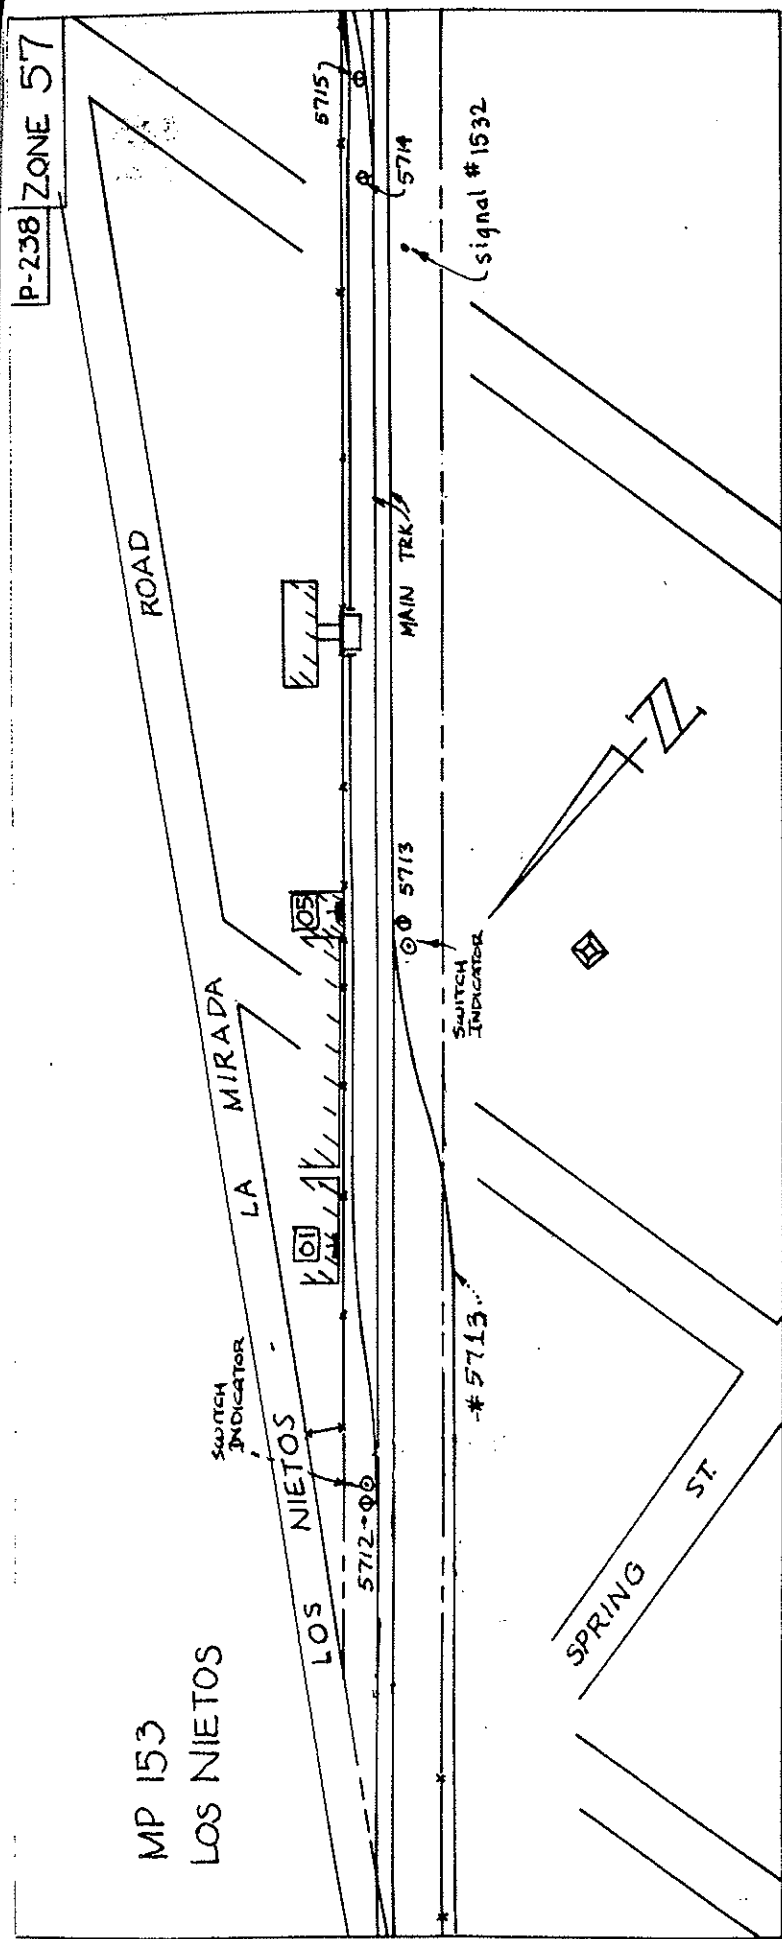 P-238
ZONE 57
MP 153
LOS NIETOS
LOS NIETOS - LA MIRADA ROAD
SWITCH
INDICATOR
5712
01
05
5713
SWITCH
INDICATOR
# 5713
MAIN TRK
5714
5715
signal #1532
SPRING ST.
N